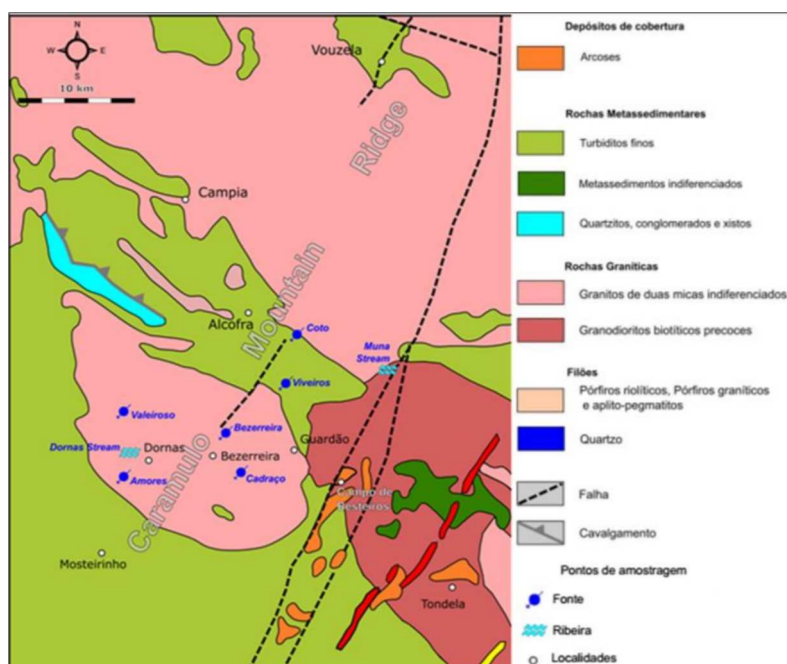 N
W
E
S
10 km
Vouzela
Ridge
Campia
Mountain
Alcofra
Coto
Muna
Stream
Viveiros
Valeiroso
Bezerreira
Dornas Stream
Dornas
Guardão
Bezerreira
Amores
Cadraço
Campo de
Besteiros
Caramulo
Mosteirinho
Tondela
Depósitos de cobertura
Arcoses
Rochas Metassedimentares
Turbiditos finos
Metassedimentos indiferenciados
Quartzitos, conglomerados e xistos
Rochas Graníticas
Granitos de duas micas indiferenciados
Granodioritos biotíticos precoces
Filões
Pórfiros riolíticos, Pórfiros graníticos
e aplito-pegmatitos
Quartzo
Falha
Cavalgamento
Pontos de amostragem
Fonte
Ribeira
Localidades